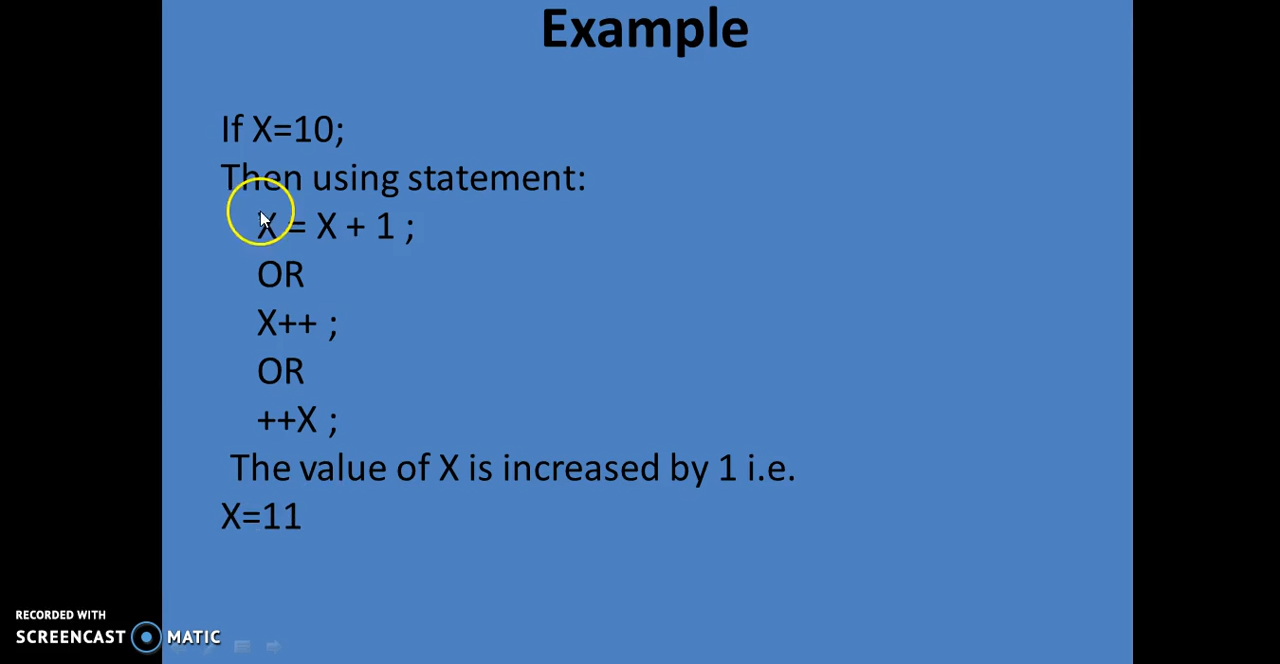 Example
If X=10;
Then using statement:
X = X + 1 ;
OR
X++ ;
OR
++X ;
The value of X is increased by 1 i.e.
X=11
RECORDED WITH
SCREENCAST MATIC